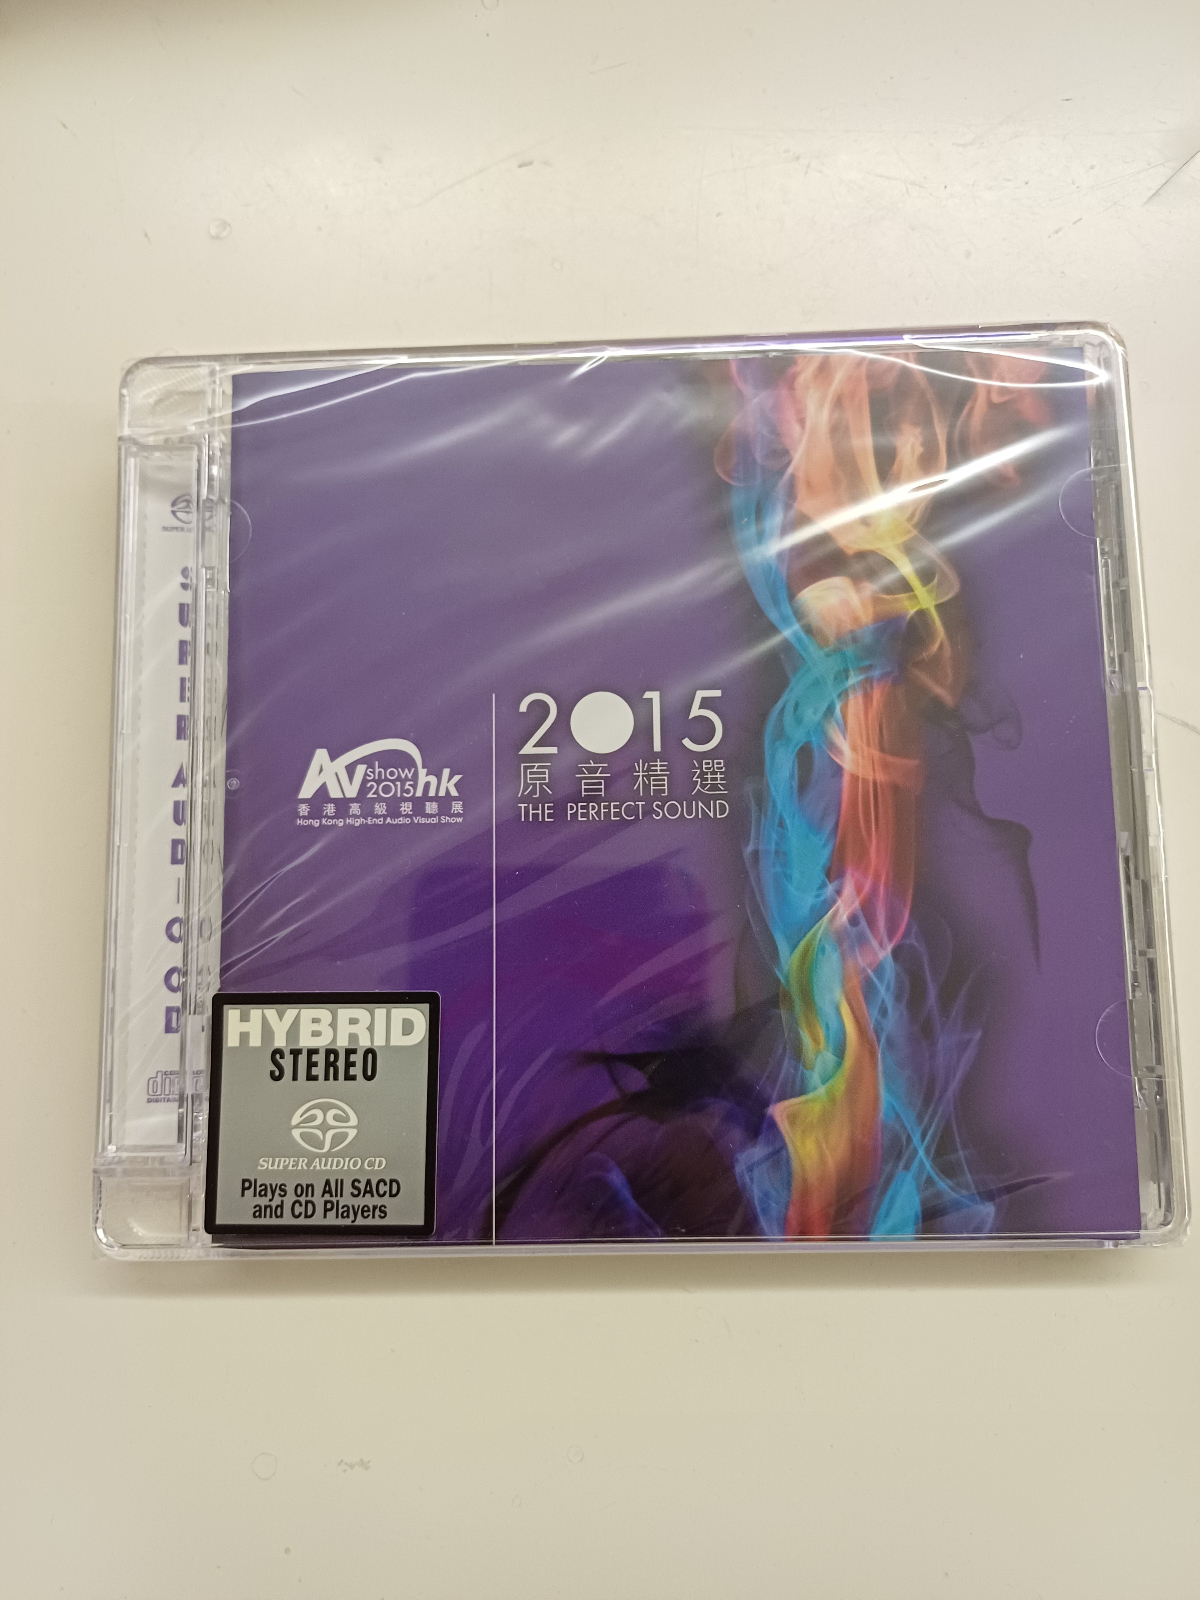 SUPER AUDIO CD
AV show 2015 hk
香港高級視聽展
Hong Kong High-End Audio Visual Show
2015
原音精選
THE PERFECT SOUND
HYBRID
STEREO
SUPER AUDIO CD
Plays on All SACD
and CD Players